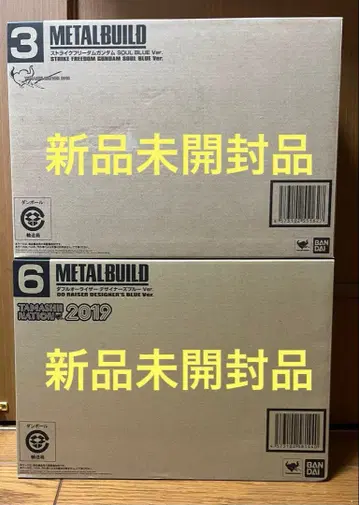 3 METALBUILD
ストライクフリーダムガンダム SOUL BLUE Ver.
STRIKE FREEDOM GUNDAM SOUL BLUE Ver.
新品未開封品
ダンボール
BAN
DAI
6 METALBUILD
ダブルオーライザー デザイナーズブルー Ver.
OO RAISER DESIGNER'S BLUE Ver.
TAMASHII
NATION 2019
新品未開封品
ダンボール
BAN
DAI